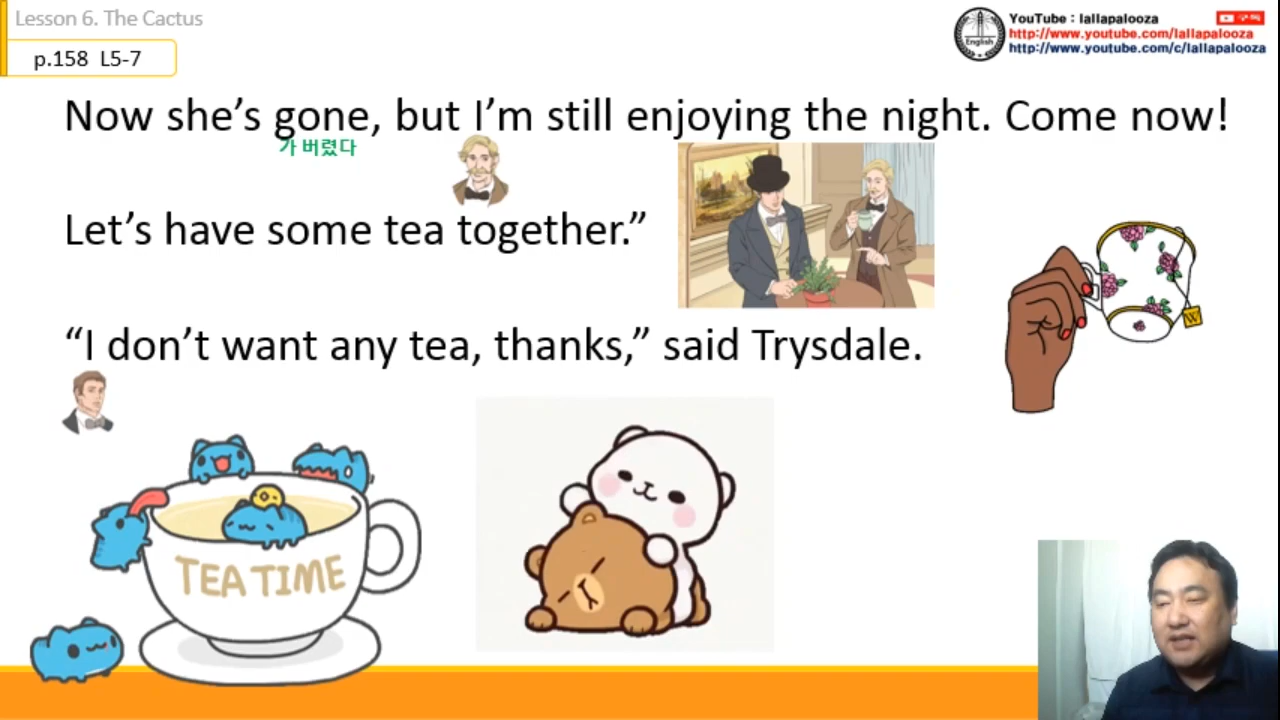 Lesson 6. The Cactus
YouTube : lallapalooza
구독
http://www.youtube.com/lallapalooza
http://www.youtube.com/c/lallapalooza
English
p.158 L5-7
Now she’s gone, but I’m still enjoying the night. Come now!
가 버렸다
Let’s have some tea together.”
“I don’t want any tea, thanks,” said Trysdale.
W
TEA TIME